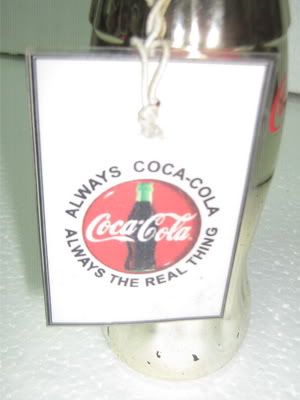 ALWAYS COCA-COLA
Coca-Cola
ALWAYS THE REAL THING